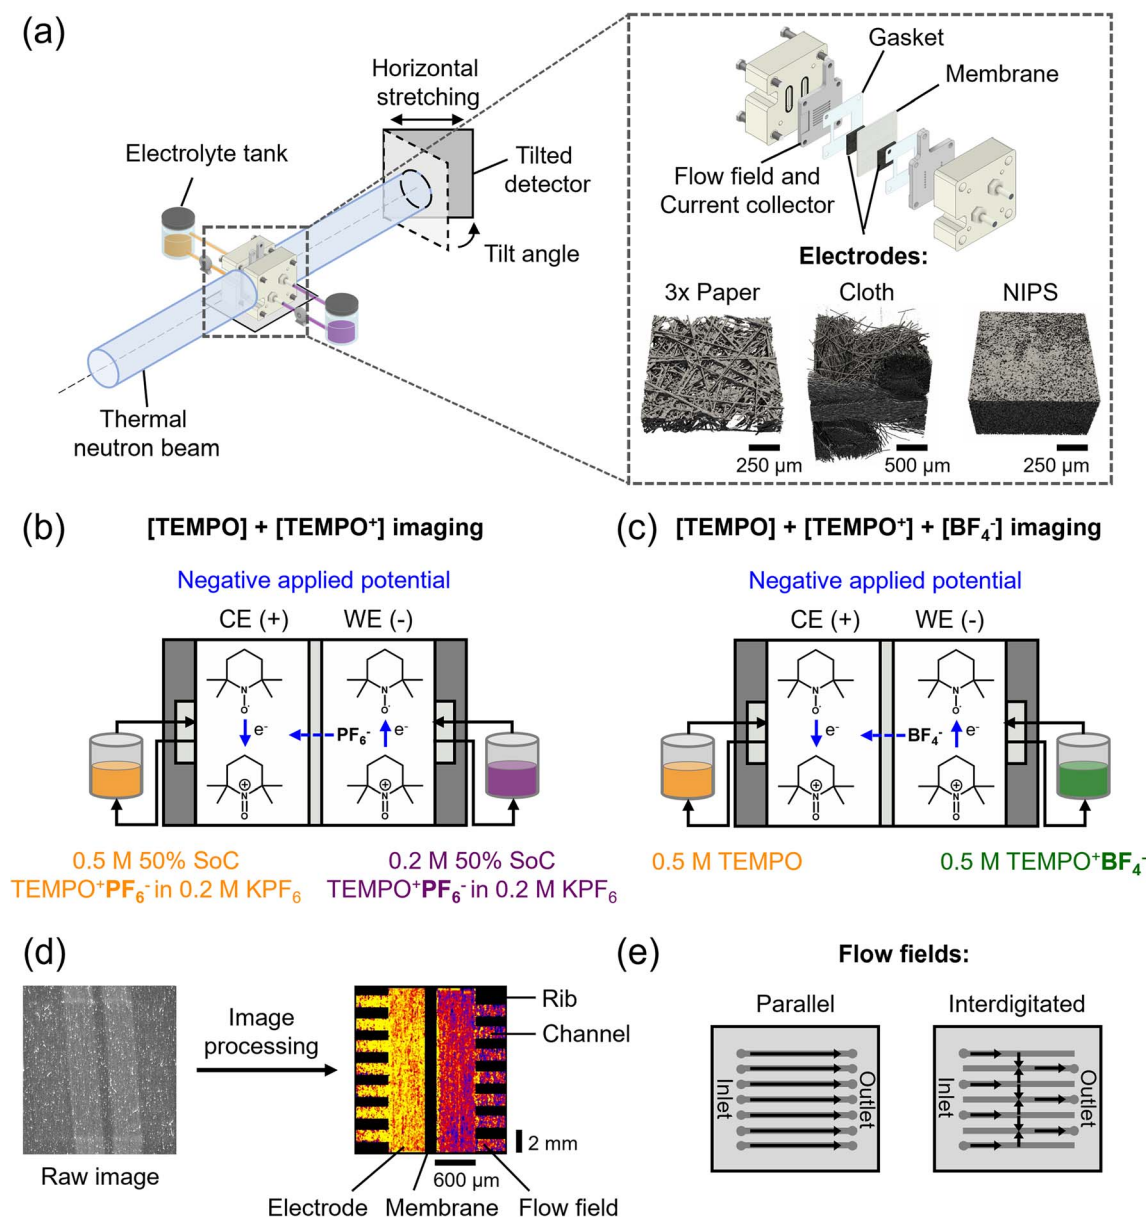 (a)
Horizontal
stretching
Electrolyte tank
Tilted
detector
Tilt angle
Thermal
neutron beam
Gasket
Membrane
Flow field and
Current collector
Electrodes:
3x Paper
Cloth
NIPS
250 µm
500 µm
250 µm
(b)
[TEMPO] + [TEMPO⁺] imaging
Negative applied potential
CE (+)
WE (-)
N
O·
e⁻
PF₆⁻
N
O·
e⁻
N
O
N
O
0.5 M 50% SoC
TEMPO⁺PF₆⁻ in 0.2 M KPF₆
0.2 M 50% SoC
TEMPO⁺PF₆⁻ in 0.2 M KPF₆
(c)
[TEMPO] + [TEMPO⁺] + [BF₄⁻] imaging
Negative applied potential
CE (+)
WE (-)
N
O·
e⁻
BF₄⁻
N
O·
e⁻
N
O
N
O
0.5 M TEMPO
0.5 M TEMPO⁺BF₄⁻
(d)
Image
processing
Raw image
Rib
Channel
2 mm
600 µm
Electrode
Membrane
Flow field
(e)
Flow fields:
Parallel
Interdigitated
Inlet
Outlet
Inlet
Outlet